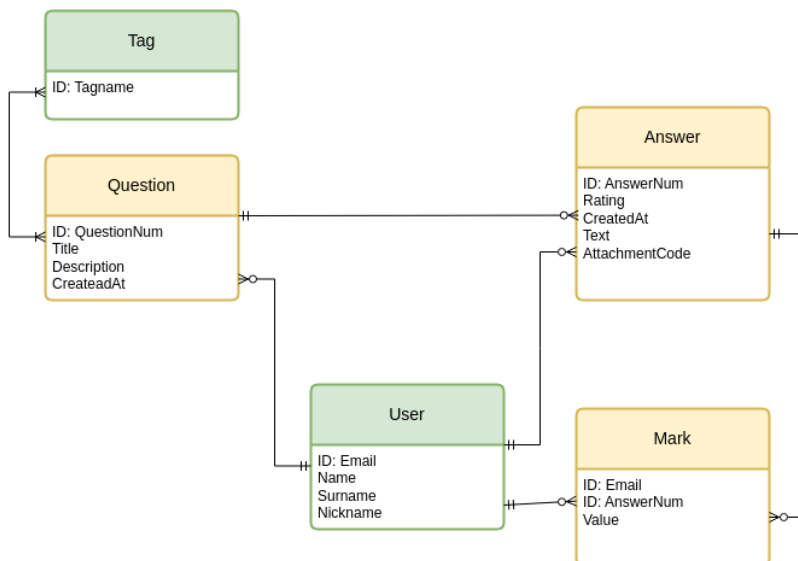 Tag
ID: Tagname
Question
ID: QuestionNum
Title
Description
CreateadAt
Answer
ID: AnswerNum
Rating
CreatedAt
Text
AttachmentCode
User
ID: Email
Name
Surname
Nickname
Mark
ID: Email
ID: AnswerNum
Value